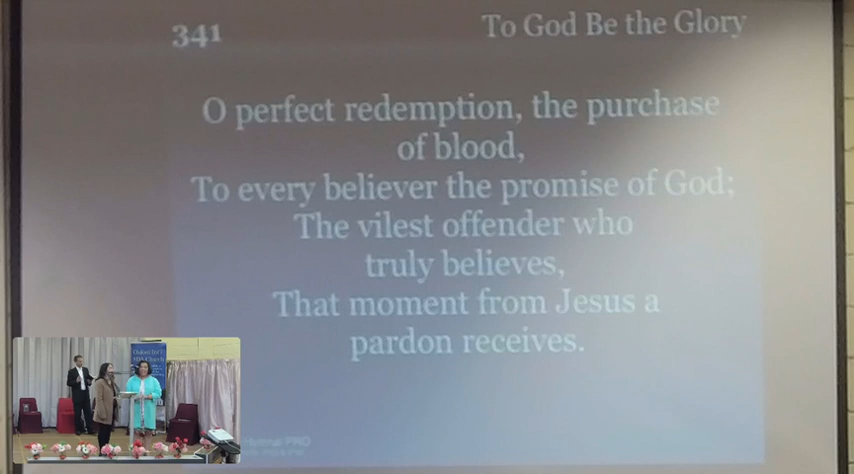 341
To God Be the Glory
O perfect redemption, the purchase
of blood,
To every believer the promise of God;
The vilest offender who
truly believes,
That moment from Jesus a
pardon receives.
Church